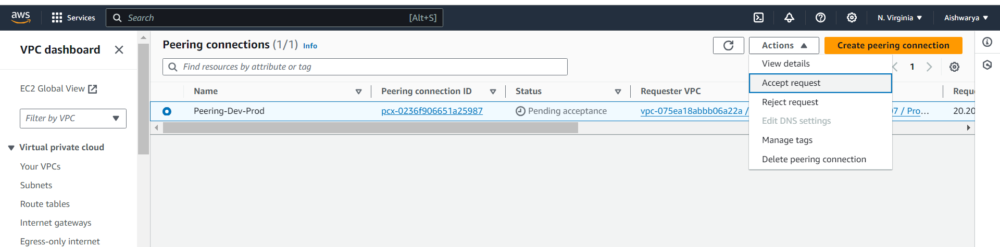 aws Services Search [Alt+S] N. Virginia Aishwarya
VPC dashboard
EC2 Global View
Filter by VPC
Virtual private cloud
Your VPCs
Subnets
Route tables
Internet gateways
Egress-only internet
Peering connections (1/1) Info
Actions
Create peering connection
Find resources by attribute or tag
1
View details
Accept request
Reject request
Edit DNS settings
Manage tags
Delete peering connection
Name Peering connection ID Status Requester VPC Reque
Peering-Dev-Prod pcx-0236f906651a25987 Pending acceptance vpc-075ea18abbb06a22a / 7 / Pro... 20.20